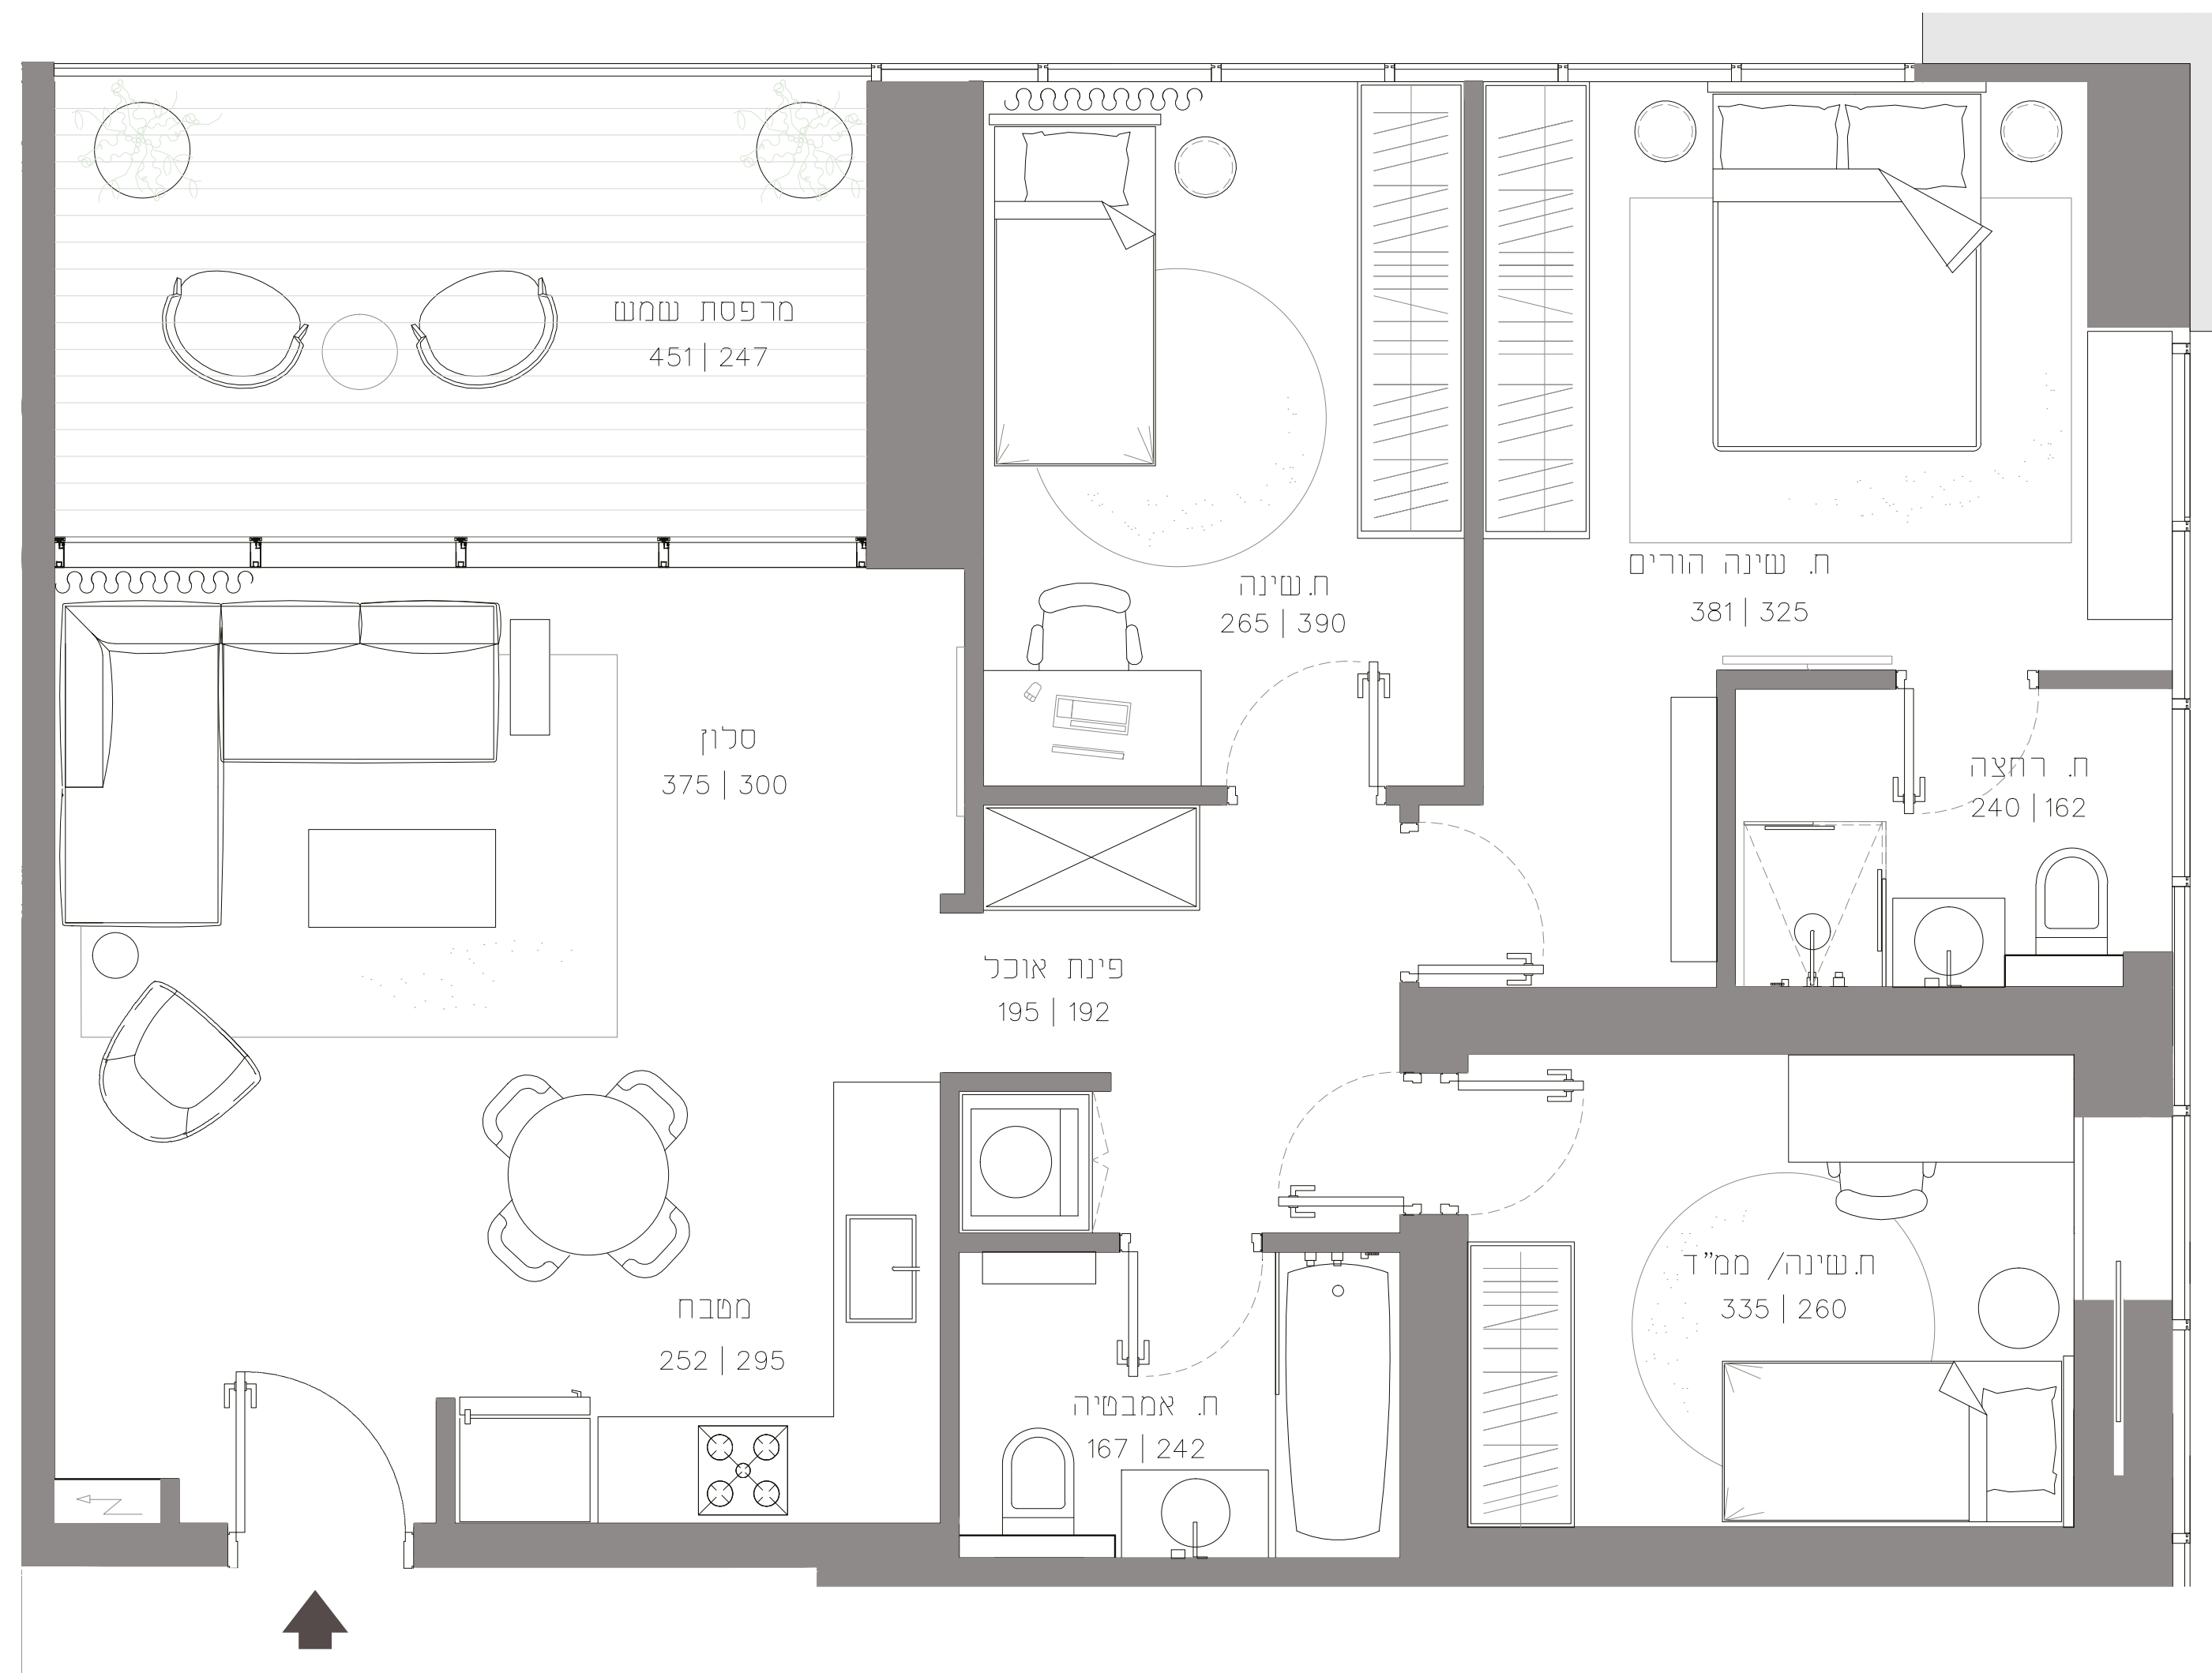 מרפסת שמש
451 | 247
ח.שינה
265 | 390
ח. שינה הורים
381 | 325
סלון
375 | 300
ח. רחצה
240 | 162
פינת אוכל
195 | 192
ח.שינה/ ממ"ד
335 | 260
מטבח
252 | 295
ח. אמבטיה
167 | 242